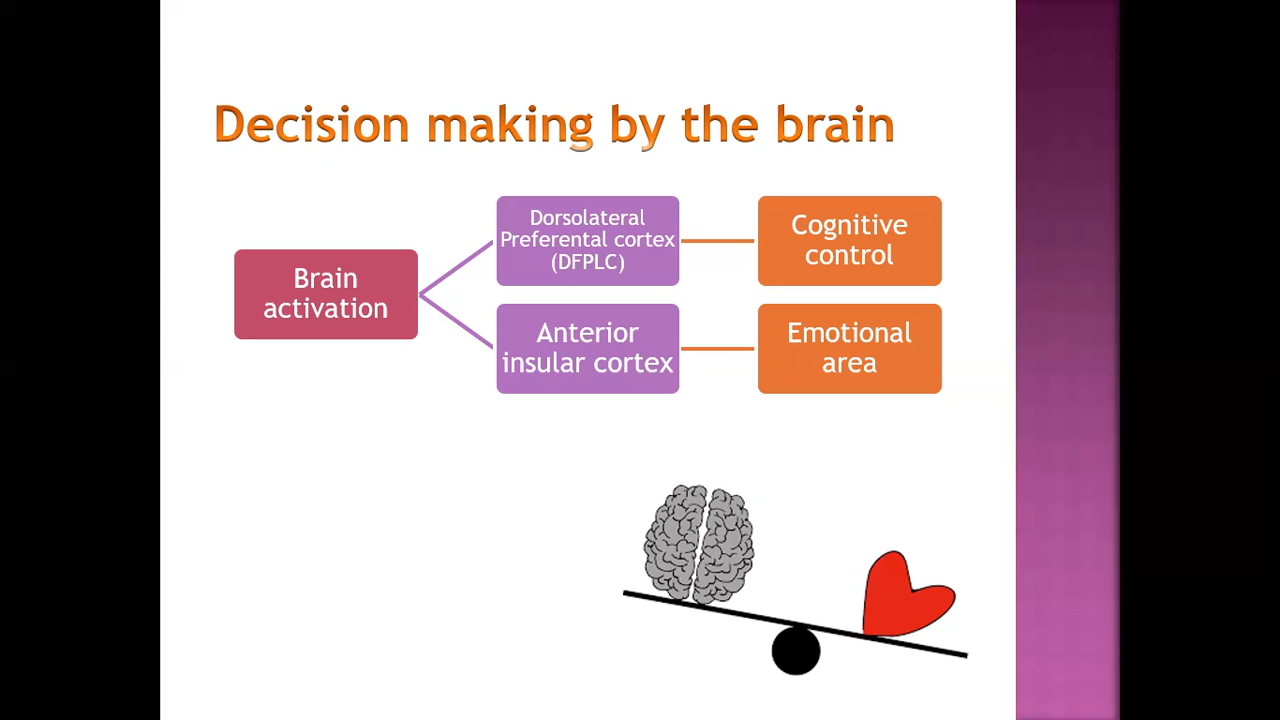 Decision making by the brain
Brain
activation
Dorsolateral
Preferental cortex
(DFPLC)
Cognitive
control
Anterior
insular cortex
Emotional
area